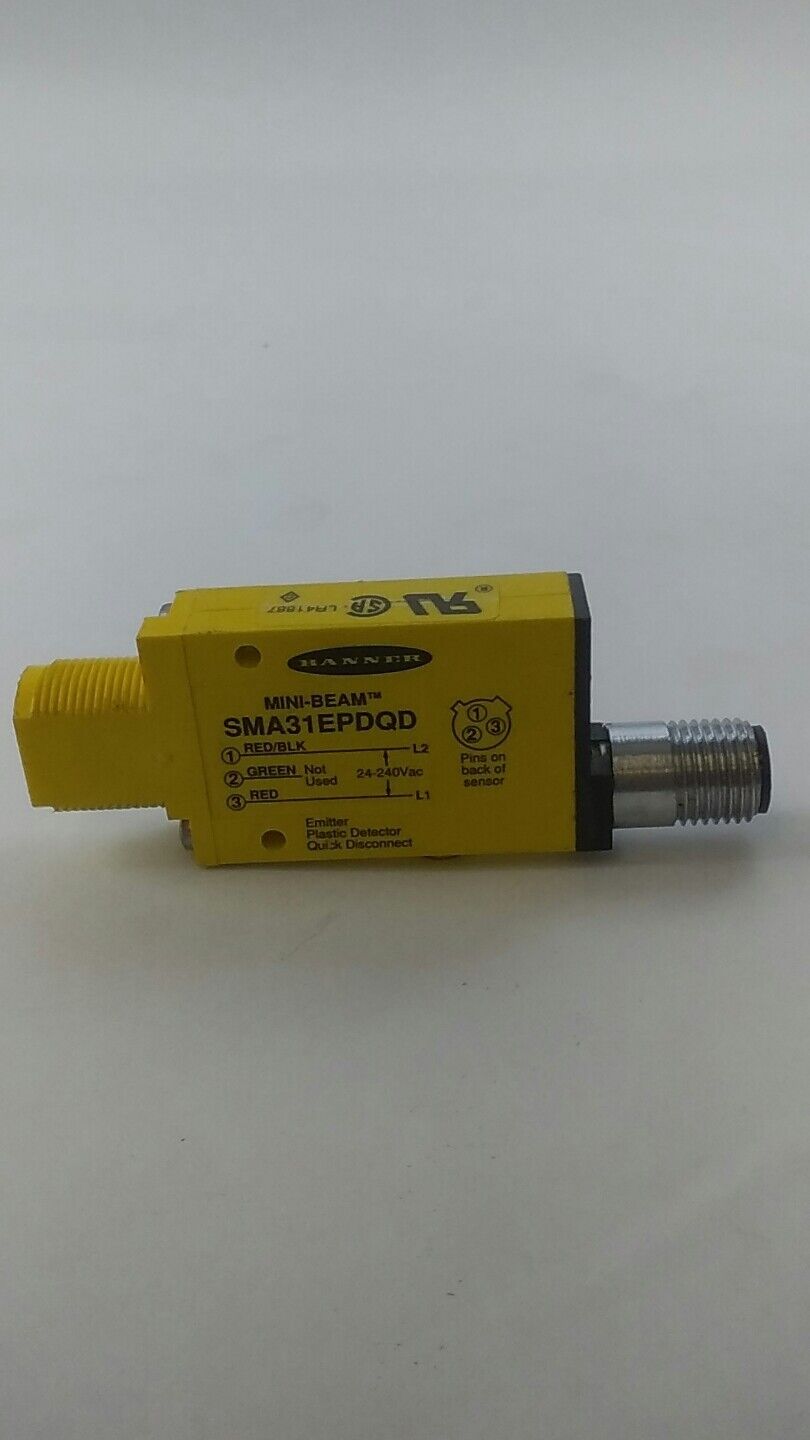 LR41887 SA ®
BANNER
MINI-BEAM™
SMA31EPDQD
1 RED/BLK L2
2 GREEN Not Used 24-240Vac
3 RED L1
1
2 3
Pins on
back of
sensor
Emitter
Plastic Detector
Quick Disconnect